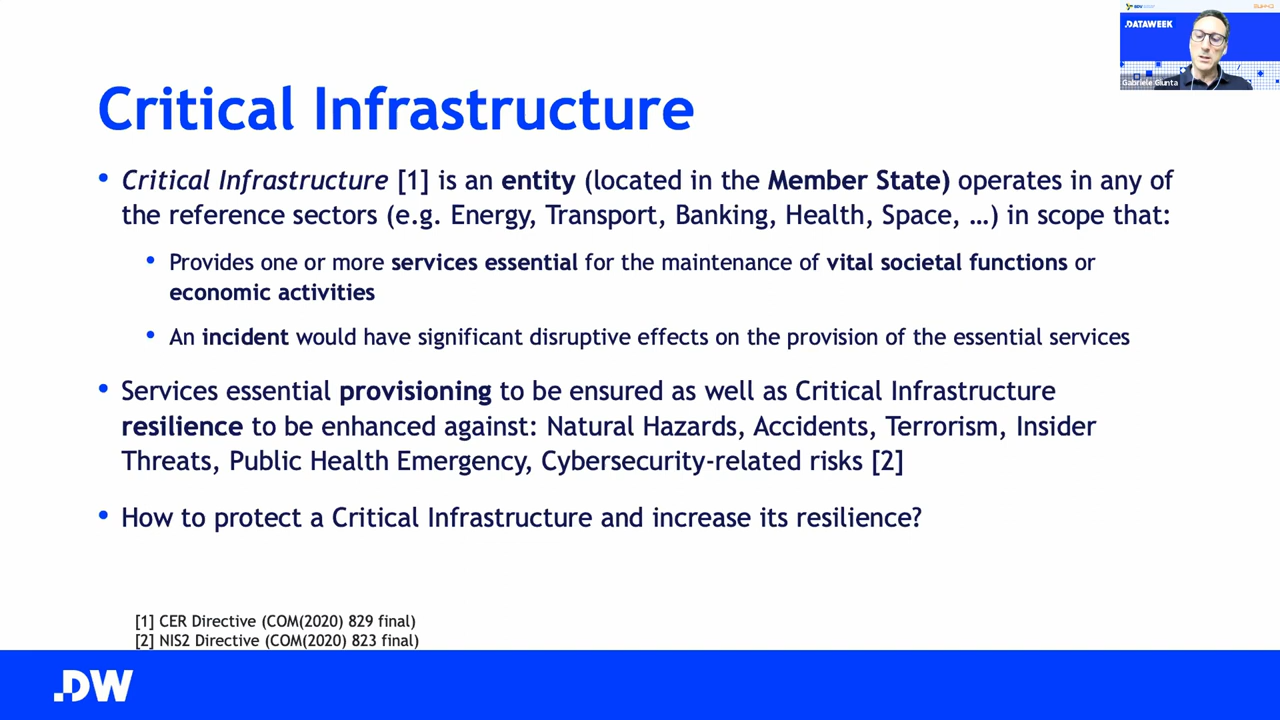 .DATAWEEK
Gabriele Giunta
Critical Infrastructure
• Critical Infrastructure [1] is an entity (located in the Member State) operates in any of
the reference sectors (e.g. Energy, Transport, Banking, Health, Space, …) in scope that:
• Provides one or more services essential for the maintenance of vital societal functions or
economic activities
• An incident would have significant disruptive effects on the provision of the essential services
• Services essential provisioning to be ensured as well as Critical Infrastructure
resilience to be enhanced against: Natural Hazards, Accidents, Terrorism, Insider
Threats, Public Health Emergency, Cybersecurity-related risks [2]
• How to protect a Critical Infrastructure and increase its resilience?
[1] CER Directive (COM(2020) 829 final)
[2] NIS2 Directive (COM(2020) 823 final)
.DW